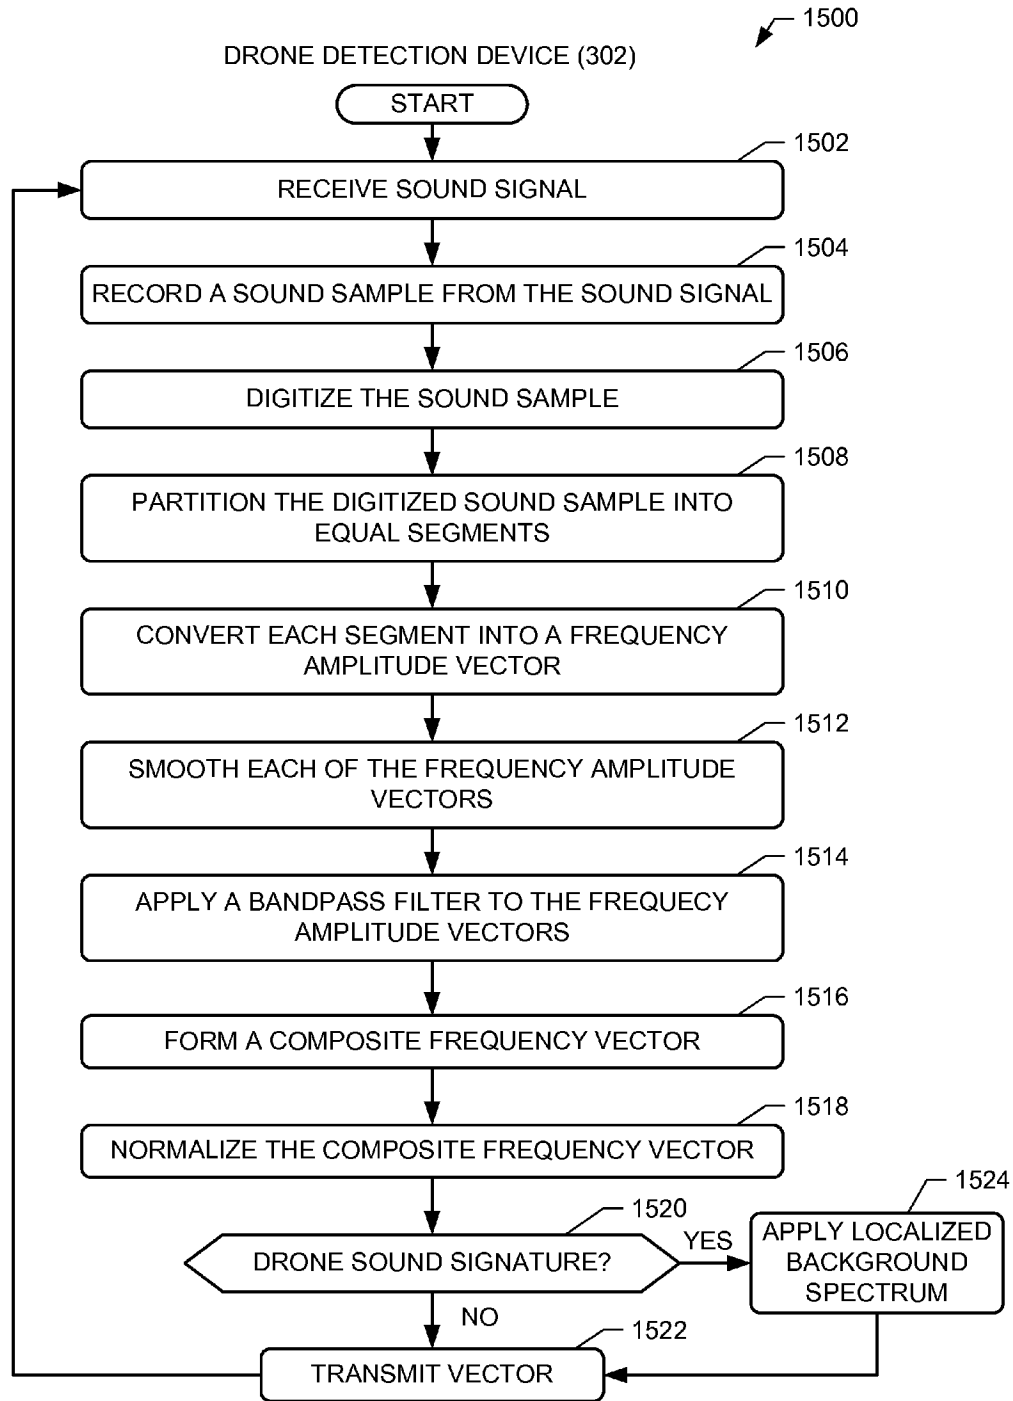 1500
DRONE DETECTION DEVICE (302)
START
1502
RECEIVE SOUND SIGNAL
1504
RECORD A SOUND SAMPLE FROM THE SOUND SIGNAL
1506
DIGITIZE THE SOUND SAMPLE
1508
PARTITION THE DIGITIZED SOUND SAMPLE INTO
EQUAL SEGMENTS
1510
CONVERT EACH SEGMENT INTO A FREQUENCY
AMPLITUDE VECTOR
1512
SMOOTH EACH OF THE FREQUENCY AMPLITUDE
VECTORS
1514
APPLY A BANDPASS FILTER TO THE FREQUECY
AMPLITUDE VECTORS
1516
FORM A COMPOSITE FREQUENCY VECTOR
1518
NORMALIZE THE COMPOSITE FREQUENCY VECTOR
1520
DRONE SOUND SIGNATURE?
YES
1524
APPLY LOCALIZED
BACKGROUND
SPECTRUM
NO
1522
TRANSMIT VECTOR